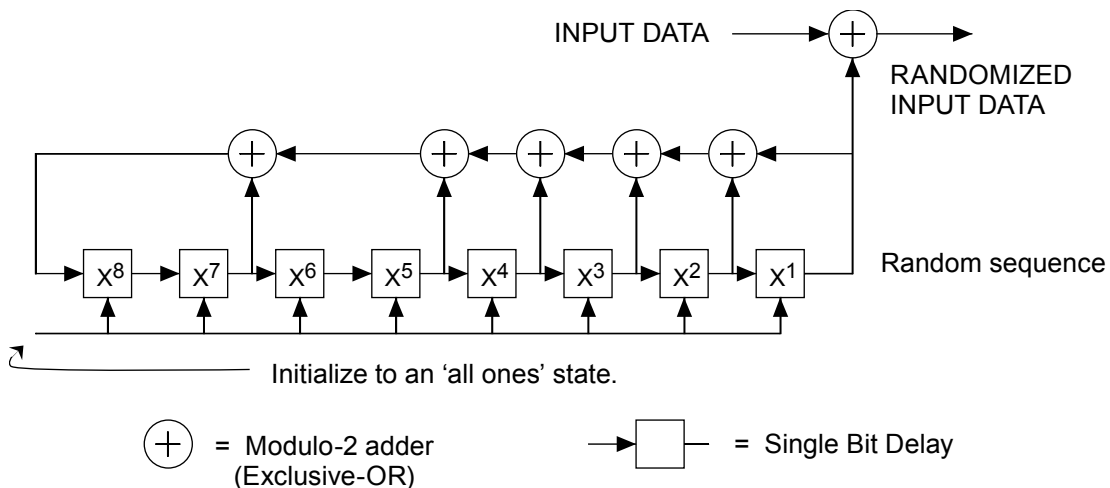 INPUT DATA
RANDOMIZED
INPUT DATA
X⁸ X⁷ X⁶ X⁵ X⁴ X³ X² X¹
Random sequence
Initialize to an ‘all ones’ state.
= Modulo-2 adder
(Exclusive-OR)
= Single Bit Delay